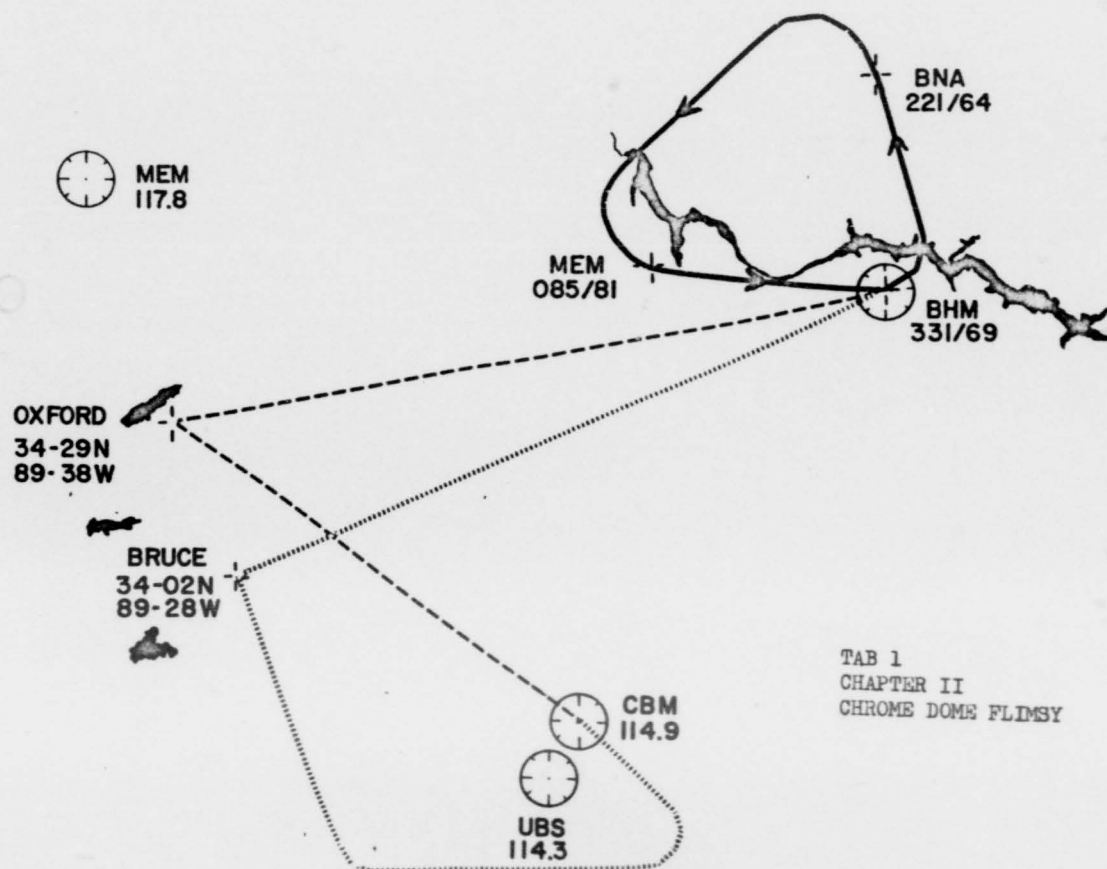 BNA
221/64
MEM
117.8
MEM
085/81
BHM
331/69
OXFORD
34-29N
89-38W
BRUCE
34-02N
89-28W
CBM
114.9
UBS
114.3
TAB 1
CHAPTER II
CHROME DOME FLIMSY